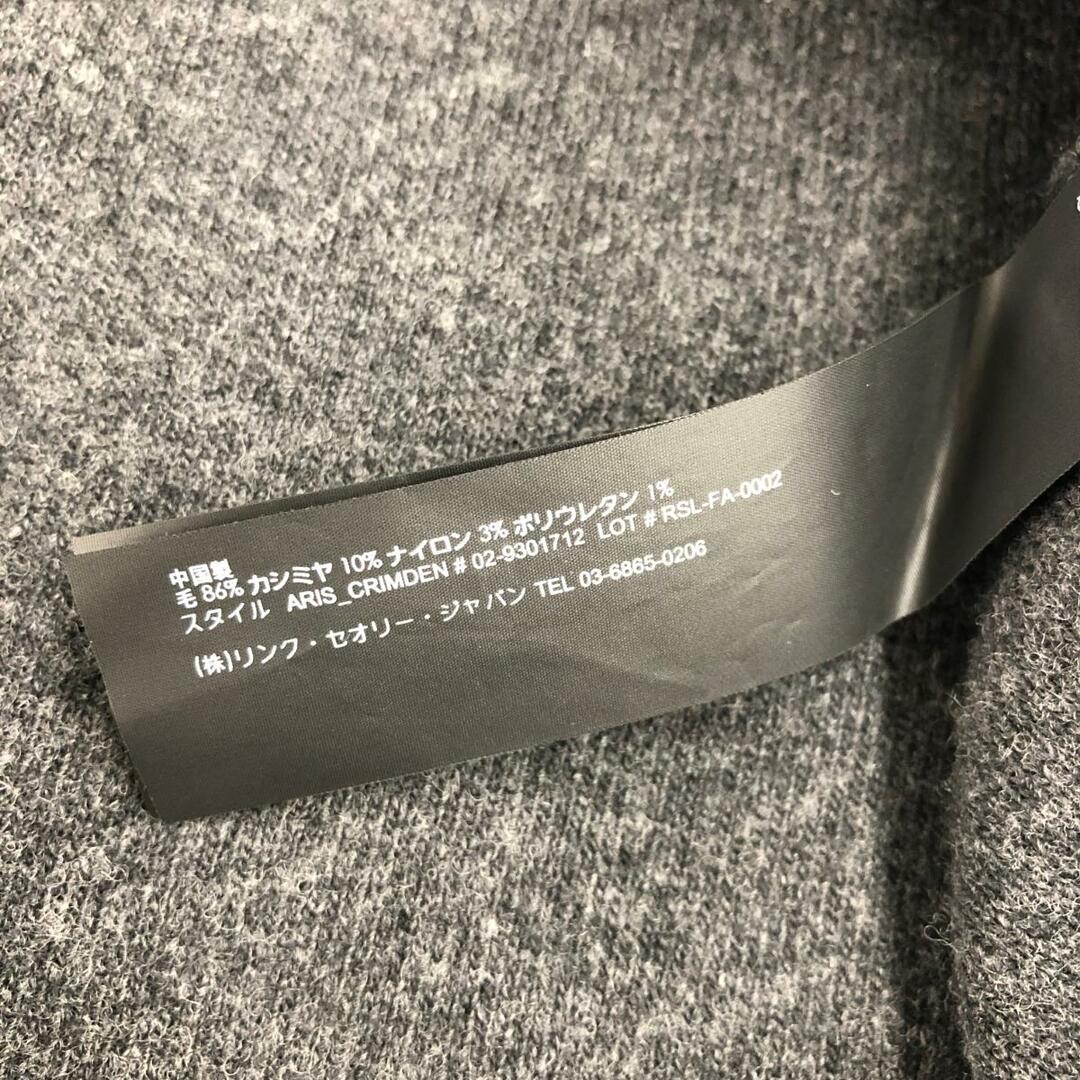 中国製
毛 86% カシミヤ 10% ナイロン 3% ポリウレタン 1%
スタイル ARIS_CRIMDEN # 02-9301712 LOT # RSL-FA-0002
(株)リンク・セオリー・ジャパン TEL 03-6865-0206